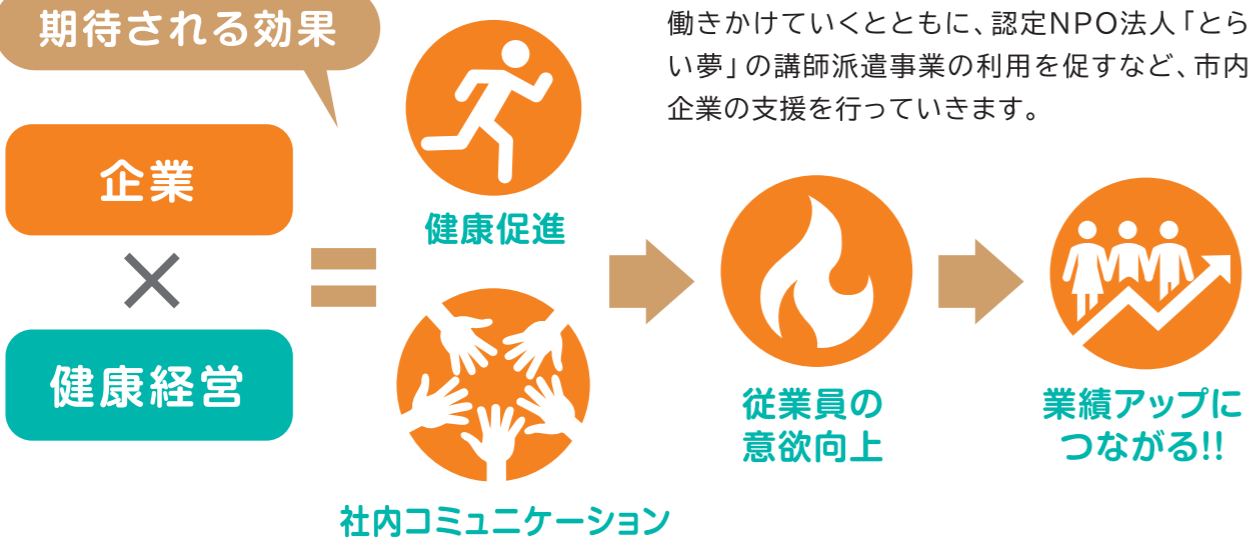 期待される効果
働きかけていくとともに、認定NPO法人「とら
い夢」の講師派遣事業の利用を促すなど、市内
企業の支援を行っていきます。
企業
×
健康経営
=
健康促進
社内コミュニケーション
従業員の
意欲向上
業績アップに
つながる!!